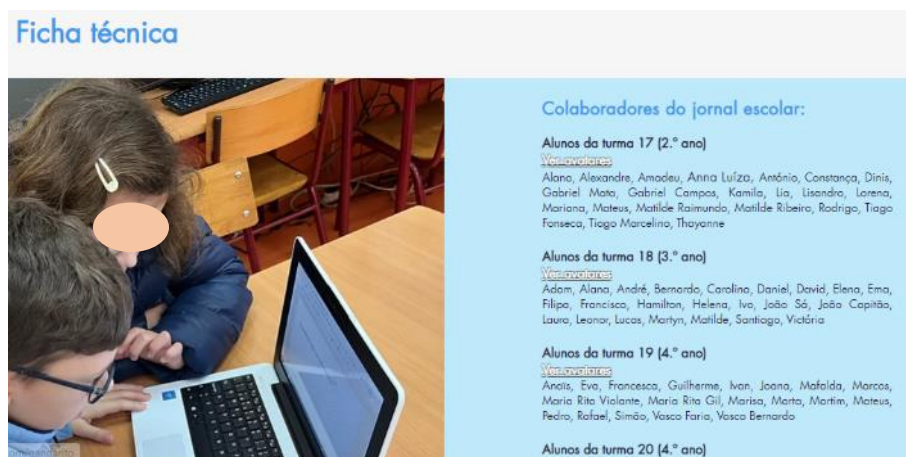 Ficha técnica
Colaboradores do jornal escolar:
Alunos da turma 17 (2.º ano)
Ver avatares
Alana, Alexandre, Amadeu, Anna Luíza, António, Constança, Dinis,
Gabriel Mota, Gabriel Campos, Kamila, Lia, Lisandro, Lorena,
Mariana, Mateus, Matilde Raimundo, Matilde Ribeiro, Rodrigo, Tiago
Fonseca, Tiago Marcelino, Thayanne
Alunos da turma 18 (3.º ano)
Ver avatares
Adam, Alana, André, Bernardo, Carolina, Daniel, David, Elena, Ema,
Filipa, Francisco, Hamilton, Helena, Ivo, João Sá, João Capitão,
Laura, Leonor, Lucas, Martyn, Matilde, Santiago, Victória
Alunos da turma 19 (4.º ano)
Ver avatares
Anaïs, Eva, Francesca, Guilherme, Ivan, Joana, Mafalda, Marcos,
Maria Rita Violante, Maria Rita Gil, Marisa, Marta, Martim, Mateus,
Pedro, Rafael, Simão, Vasco Faria, Vasco Bernardo
Alunos da turma 20 (4.º ano)